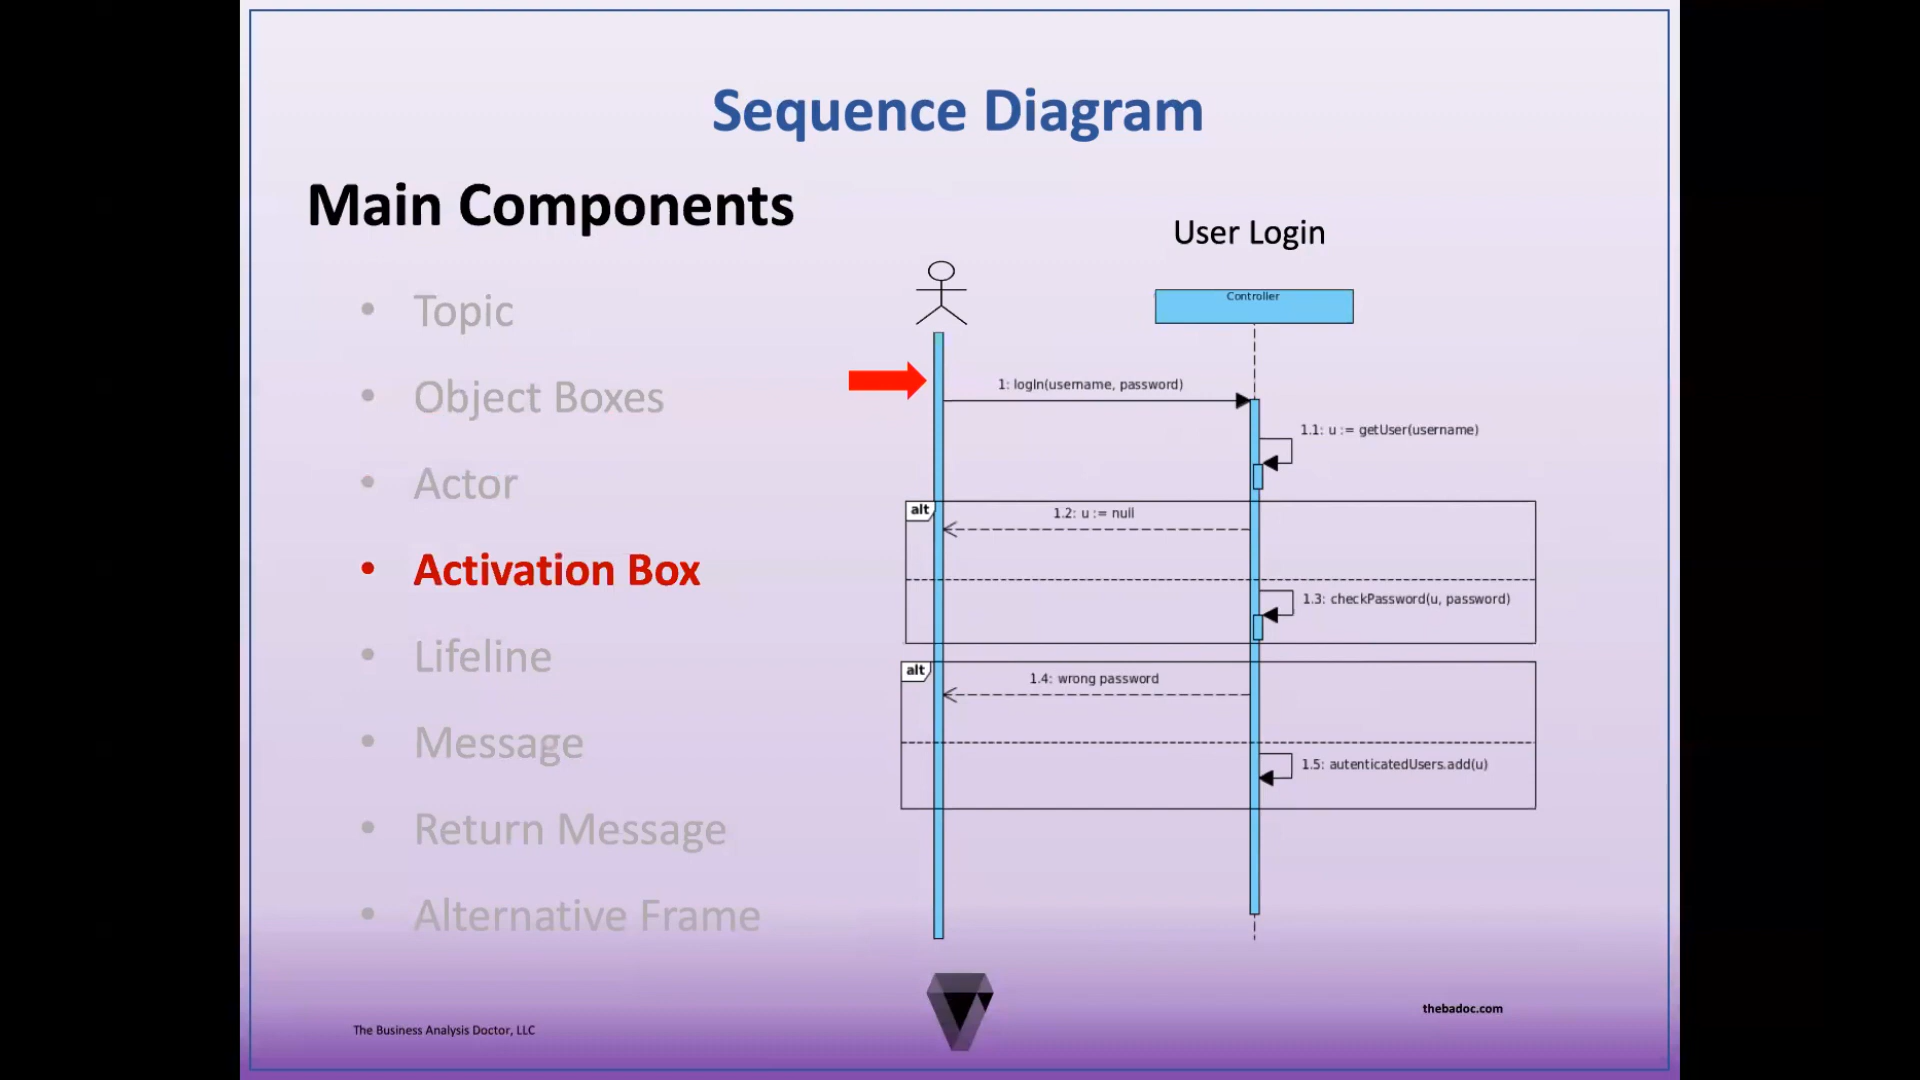 Sequence Diagram
Main Components
• Topic
• Object Boxes
• Actor
• Activation Box
• Lifeline
• Message
• Return Message
• Alternative Frame
User Login
Controller
1: logIn(username, password)
1.1: u := getUser(username)
alt
1.2: u := null
1.3: checkPassword(u, password)
alt
1.4: wrong password
1.5: autenticatedUsers.add(u)
The Business Analysis Doctor, LLC
thebadoc.com